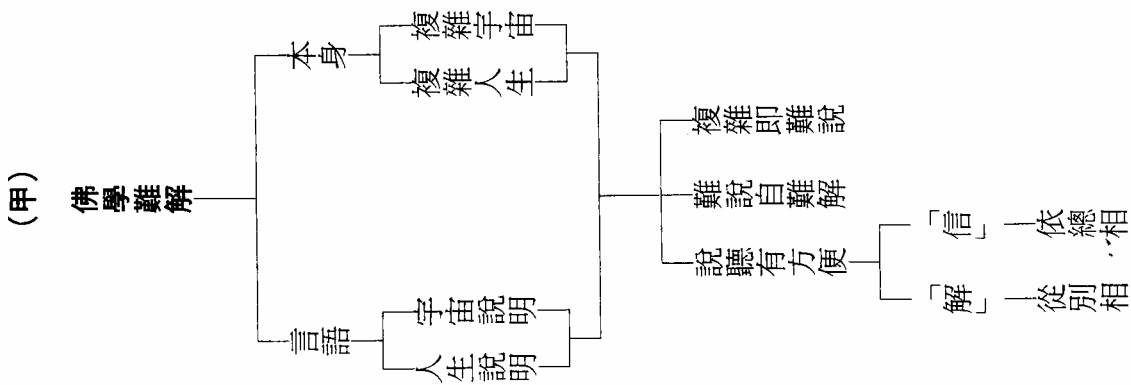 (甲)
佛學難解
本身
複雜宇宙
複雜人生
言語
宇宙說明
人生說明
複雜即難說
難說自難解
說聽有方便
「信」
依總相
「解」
從別相